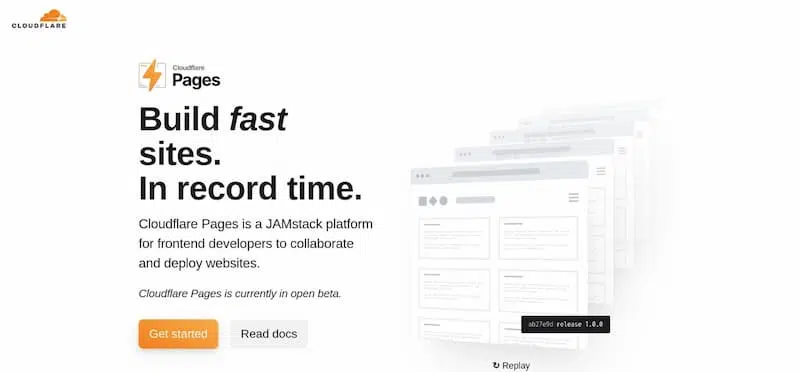 CLOUDFLARE
Cloudflare
Pages
Build fast
sites.
In record time.
Cloudflare Pages is a JAMstack platform
for frontend developers to collaborate
and deploy websites.
Cloudflare Pages is currently in open beta.
Get started
Read docs
ab27e9d release 1.0.0
↻ Replay